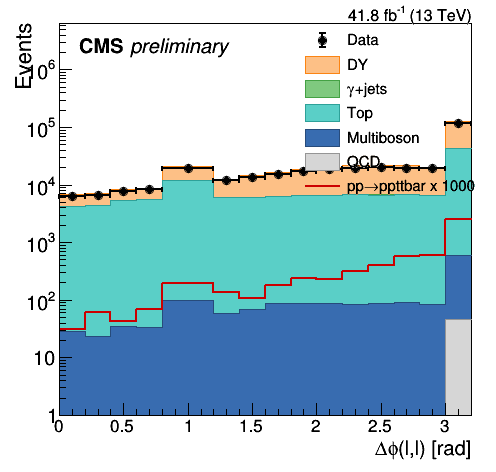 41.8 fb⁻¹ (13 TeV)
CMS preliminary
Data
DY
γ+jets
Top
Multiboson
QCD
pp→ppttbar x 1000
Events
10⁶
10⁵
10⁴
10³
10²
10
1
0 0.5 1 1.5 2 2.5 3
Δϕ(l,l) [rad]